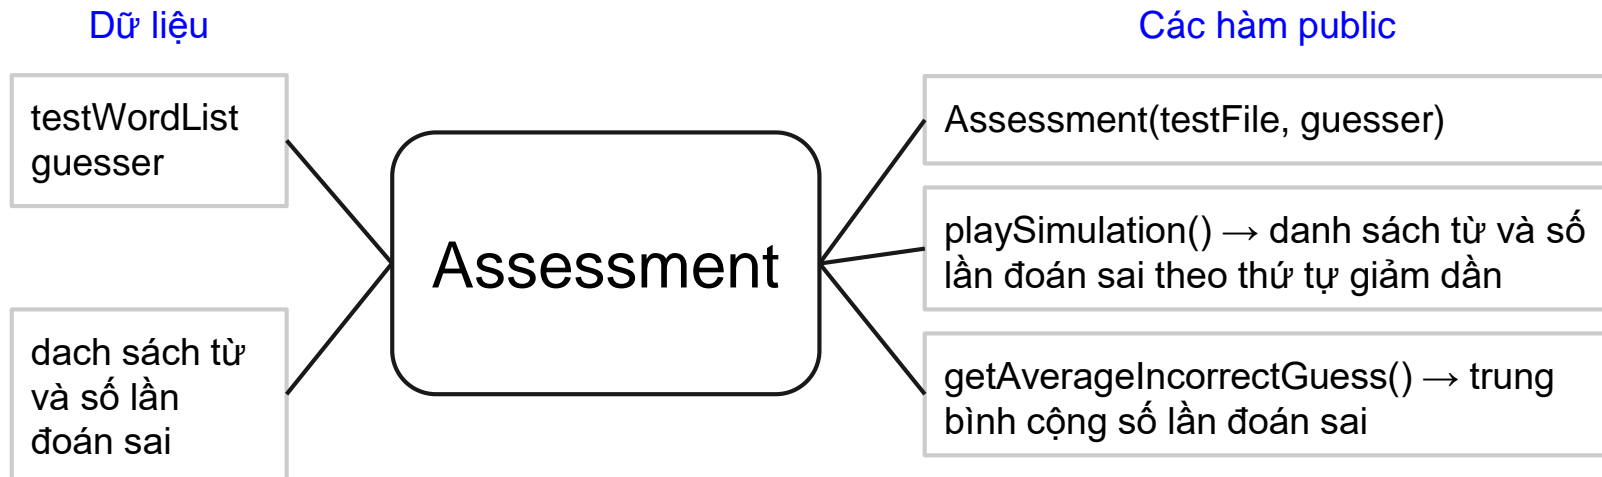 Dữ liệu
testWordList
guesser
dach sách từ
và số lần
đoán sai
Assessment
Các hàm public
Assessment(testFile, guesser)
playSimulation() → danh sách từ và số
lần đoán sai theo thứ tự giảm dần
getAverageIncorrectGuess() → trung
bình cộng số lần đoán sai